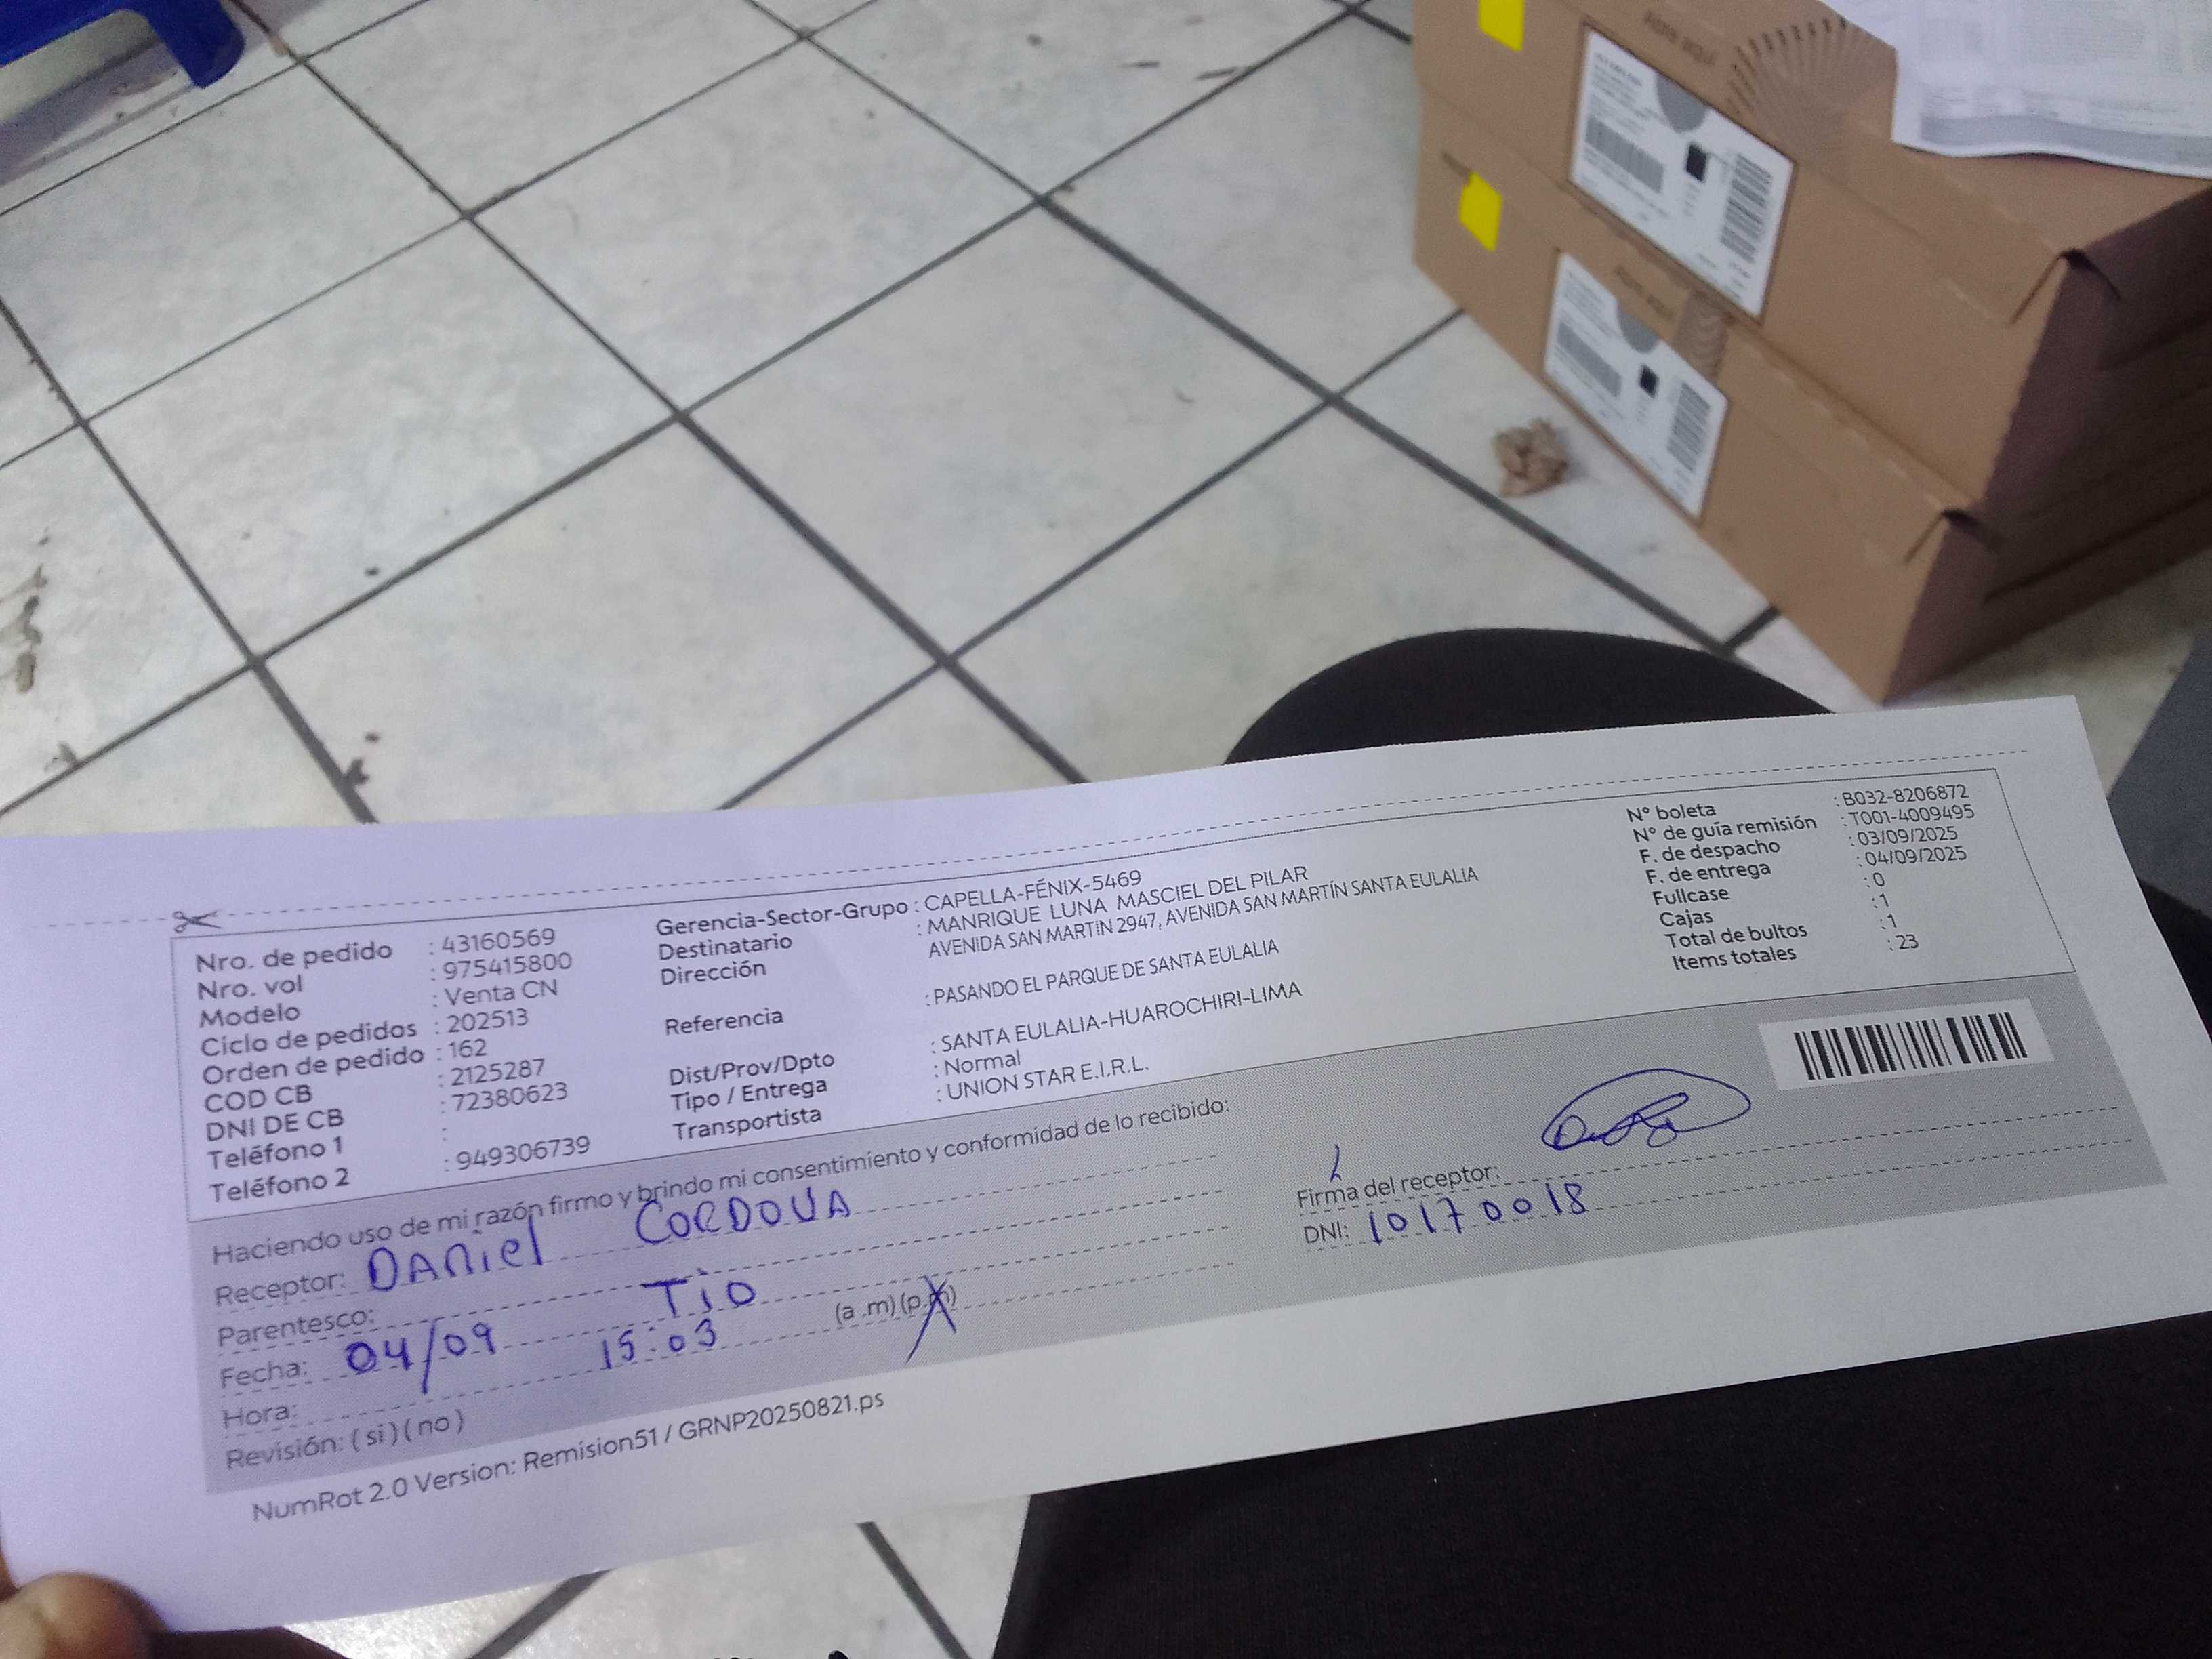 Abre aquí
Abre aquí
Nro. de pedido : 43160569
Nro. vol : 975415800
Modelo : Venta CN
Ciclo de pedidos : 202513
Orden de pedido : 162
COD CB : 2125287
DNI DE CB : 72380623
Teléfono 1 :
Teléfono 2 : 949306739
Gerencia-Sector-Grupo : CAPELLA-FÉNIX-5469
Destinatario : MANRIQUE LUNA MASCIEL DEL PILAR
Dirección AVENIDA SAN MARTIN 2947, AVENIDA SAN MARTÍN SANTA EULALIA
Referencia : PASANDO EL PARQUE DE SANTA EULALIA
Dist/Prov/Dpto : SANTA EULALIA-HUAROCHIRI-LIMA
Tipo / Entrega : Normal
Transportista : UNION STAR E.I.R.L.
N° boleta : B032-8206872
N° de guía remisión : T001-4009495
F. de despacho : 03/09/2025
F. de entrega : 04/09/2025
Fullcase : 0
Cajas : 1
Total de bultos : 1
Items totales : 23
Haciendo uso de mi razón firmo y brindo mi consentimiento y conformidad de lo recibido:
Receptor: DANiel CORDOVA
Parentesco: TiO
Fecha: 04/09
Hora: 15:03 (a .m) (p.m)
Revisión: ( si ) ( no )
Firma del receptor:
DNI: 10170018
NumRot 2.0 Version: Remision51 / GRNP20250821.ps